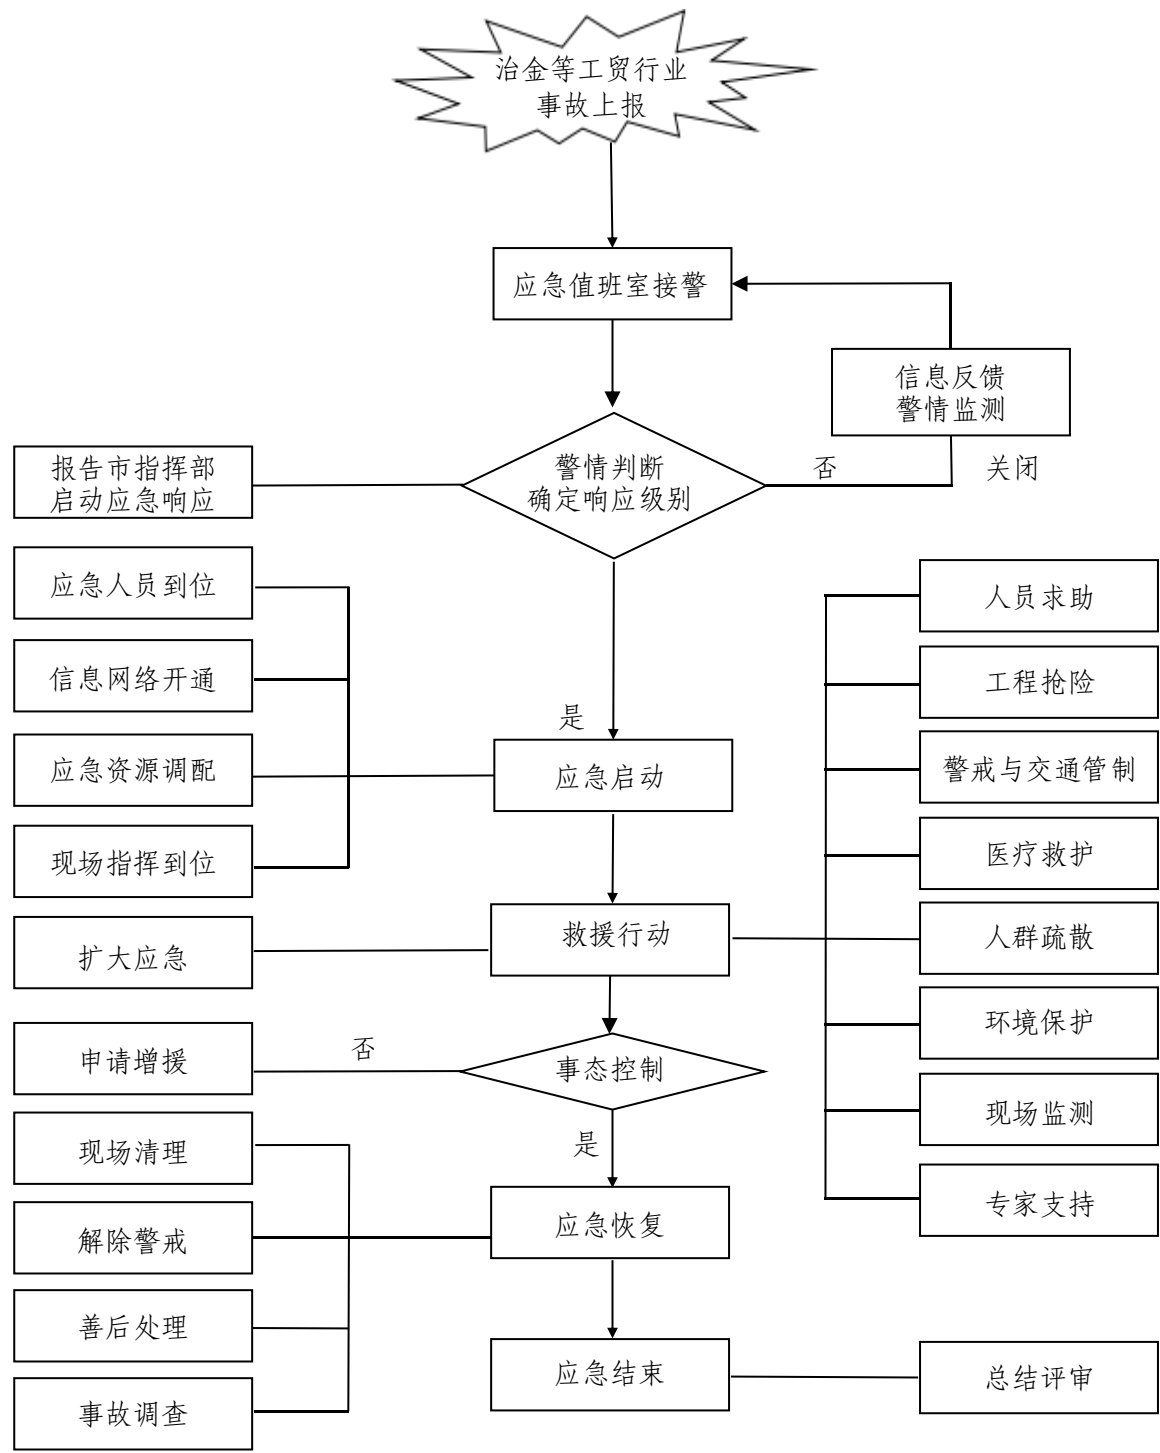 治金等工贸行业
事故上报
应急值班室接警
信息反馈
警情监测
报告市指挥部
启动应急响应
警情判断
确定响应级别
否
关闭
应急人员到位
人员求助
信息网络开通
工程抢险
是
应急资源调配
应急启动
警戒与交通管制
现场指挥到位
医疗救护
扩大应急
救援行动
人群疏散
申请增援
否
事态控制
环境保护
现场清理
是
现场监测
解除警戒
应急恢复
专家支持
善后处理
应急结束
总结评审
事故调查